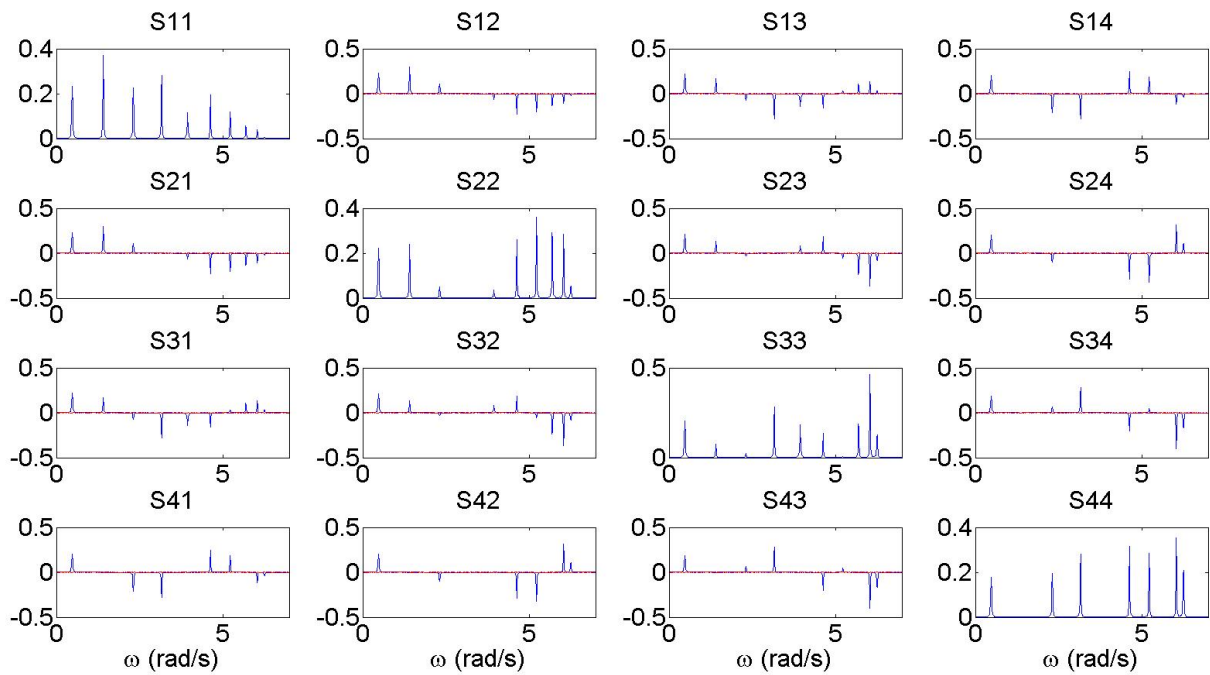 S11 S12 S13 S14
0.4 0.5 0.5 0.5
0.2 0 0 0
0 -0.5 -0.5 -0.5
0 5 0 5 0 5 0 5
S21 S22 S23 S24
0.5 0.4 0.5 0.5
0 0.2 0 0
-0.5 0 -0.5 -0.5
0 5 0 5 0 5 0 5
S31 S32 S33 S34
0.5 0.5 0.5 0.5
0 0 0
-0.5 -0.5 0 -0.5
0 5 0 5 0 5 0 5
S41 S42 S43 S44
0.5 0.5 0.5 0.4
0 0 0 0.2
-0.5 -0.5 -0.5 0
0 5 0 5 0 5 0 5
ω (rad/s) ω (rad/s) ω (rad/s) ω (rad/s)